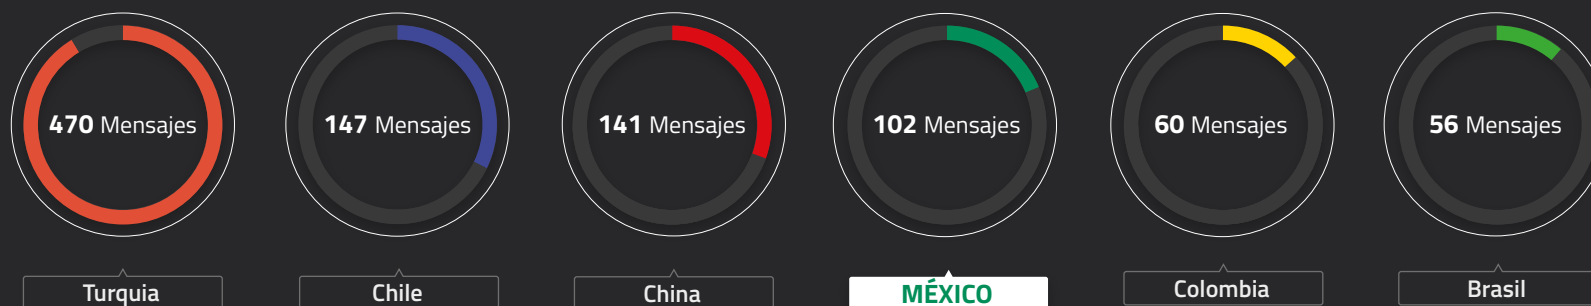 470 Mensajes
147 Mensajes
141 Mensajes
102 Mensajes
60 Mensajes
56 Mensajes
Turquia
Chile
China
MÉXICO
Colombia
Brasil